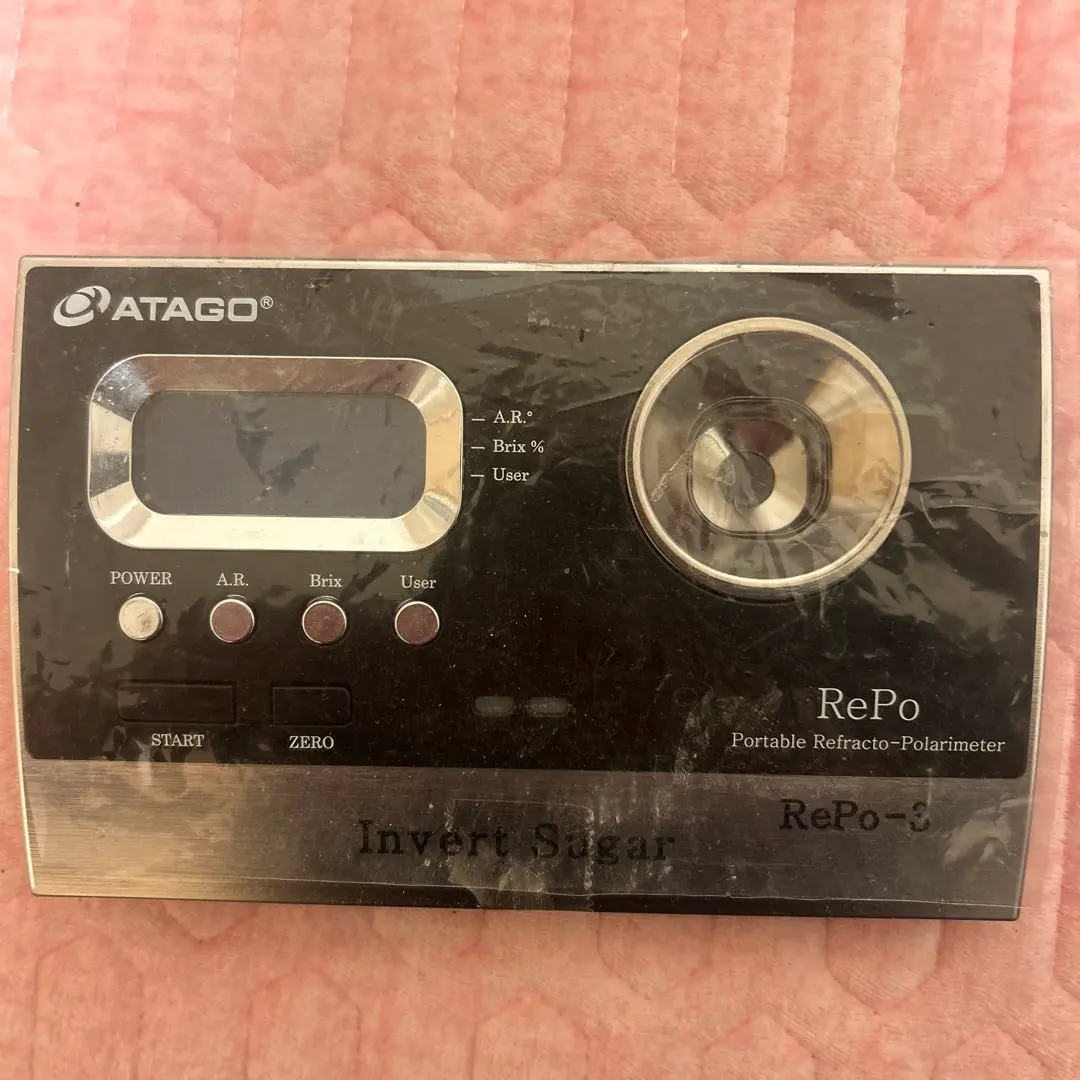 ATAGO®
A.R.°
Brix %
User
POWER A.R. Brix User
START ZERO
RePo
Portable Refracto-Polarimeter
RePo-3
Invert Sugar